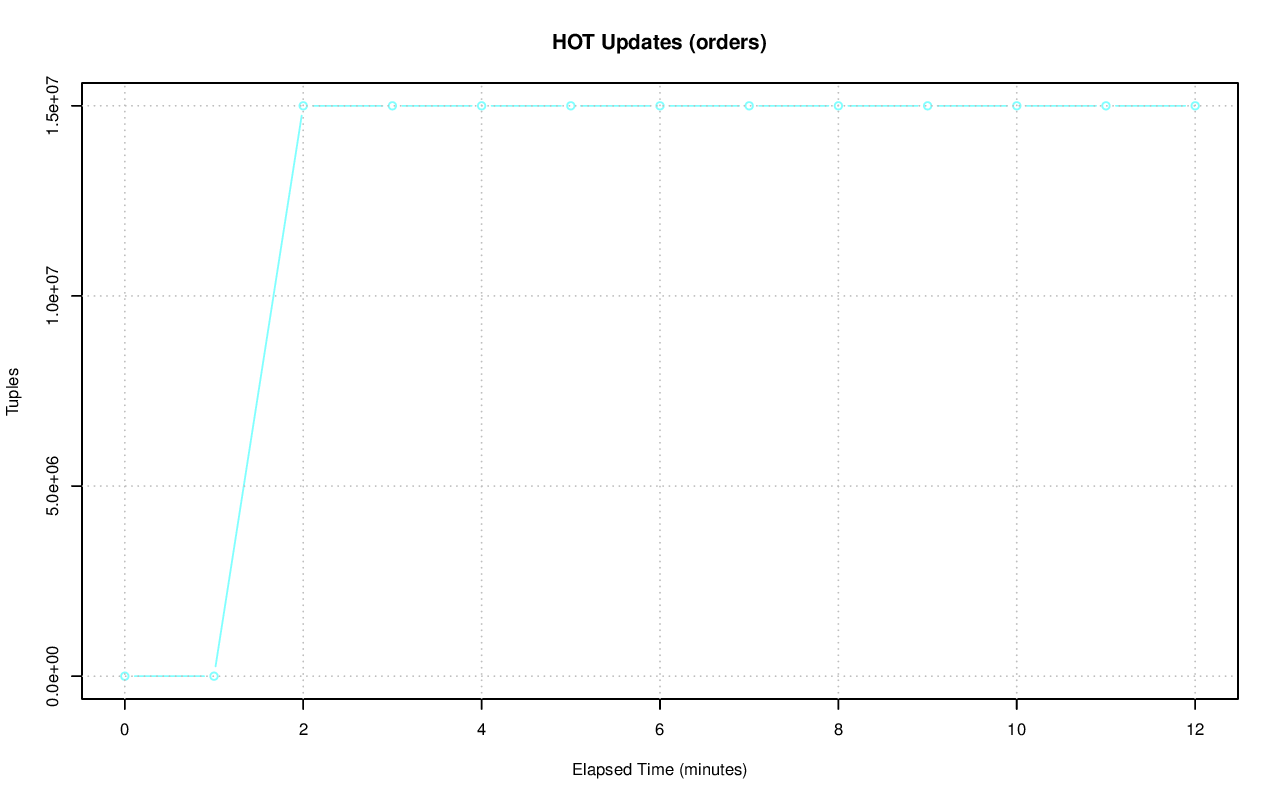 HOT Updates (orders)
1.5e+07
1.0e+07
5.0e+06
0.0e+00
Tuples
0 2 4 6 8 10 12
Elapsed Time (minutes)